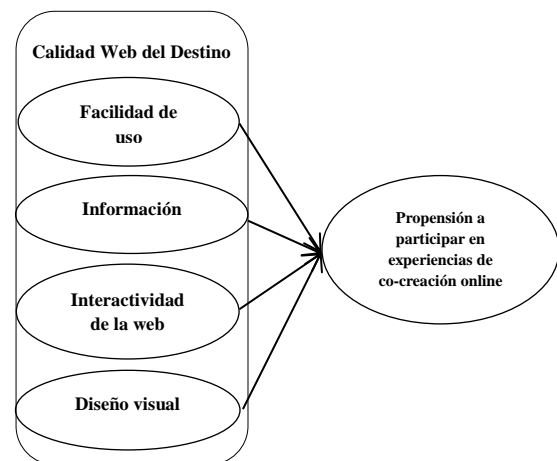 Calidad Web del Destino
Facilidad de
uso
Información
Interactividad
de la web
Diseño visual
Propensión a
participar en
experiencias de
co-creación online